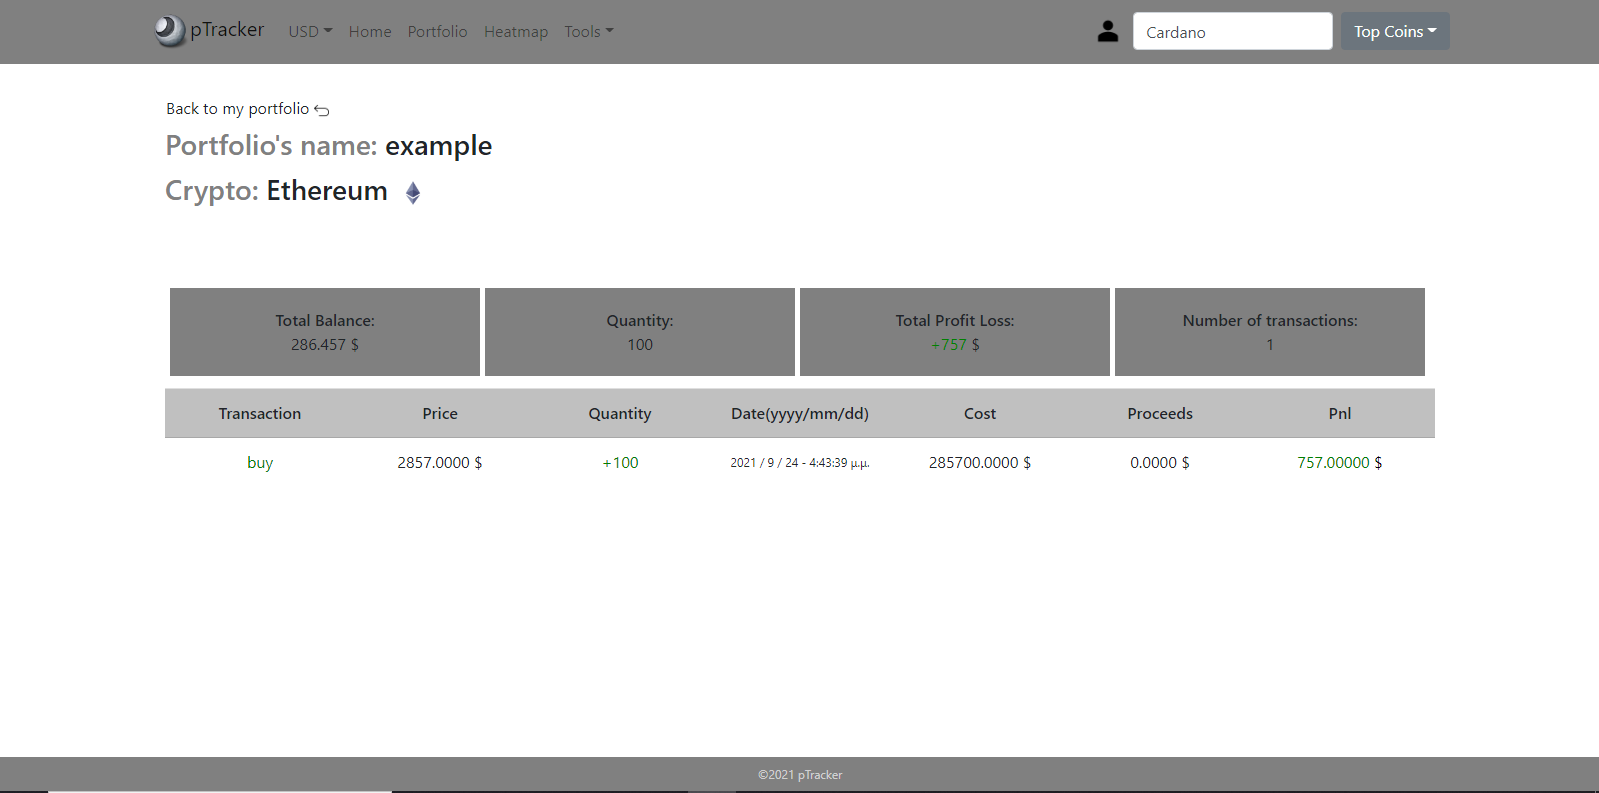 pTracker USD Home Portfolio Heatmap Tools Cardano Top Coins
Back to my portfolio
Portfolio's name: example
Crypto: Ethereum
Total Balance: Quantity: Total Profit Loss: Number of transactions:
286.457 $ 100 +757 $ 1
Transaction Price Quantity Date(yyyy/mm/dd) Cost Proceeds Pnl
buy 2857.0000 $ +100 2021 / 9 / 24 - 4:43:39 μ.μ. 285700.0000 $ 0.0000 $ 757.00000 $
©2021 pTracker